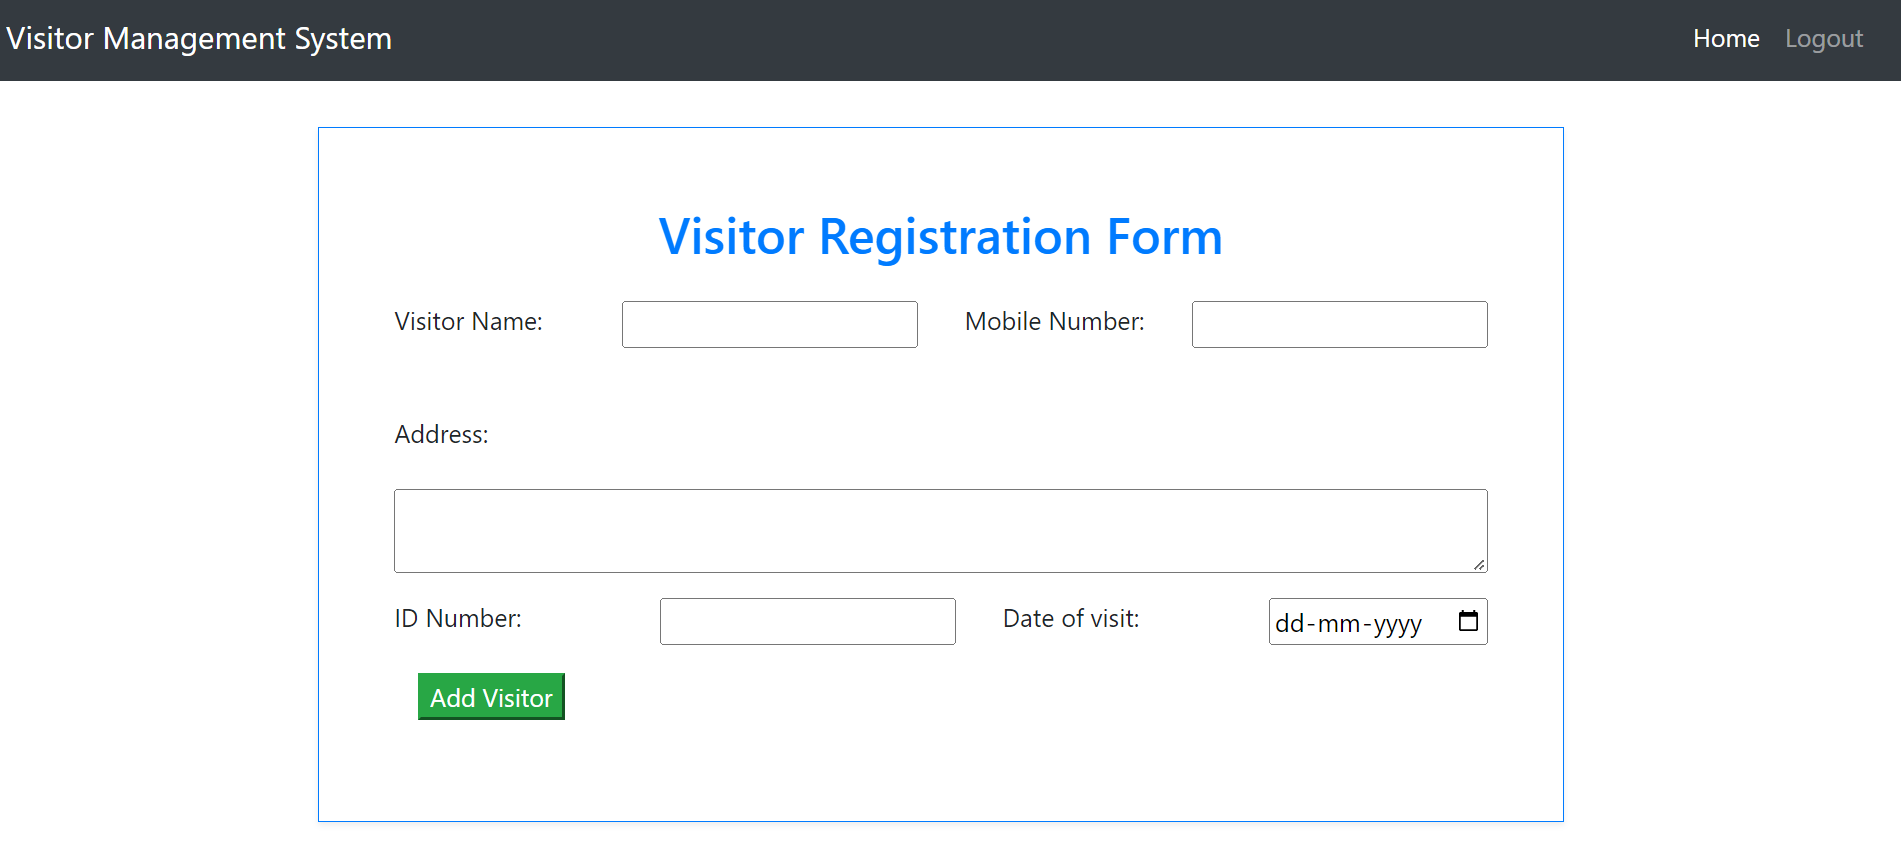 Visitor Management System Home Logout
Visitor Registration Form
Visitor Name: Mobile Number:
Address:
ID Number: Date of visit: dd-mm-yyyy
Add Visitor